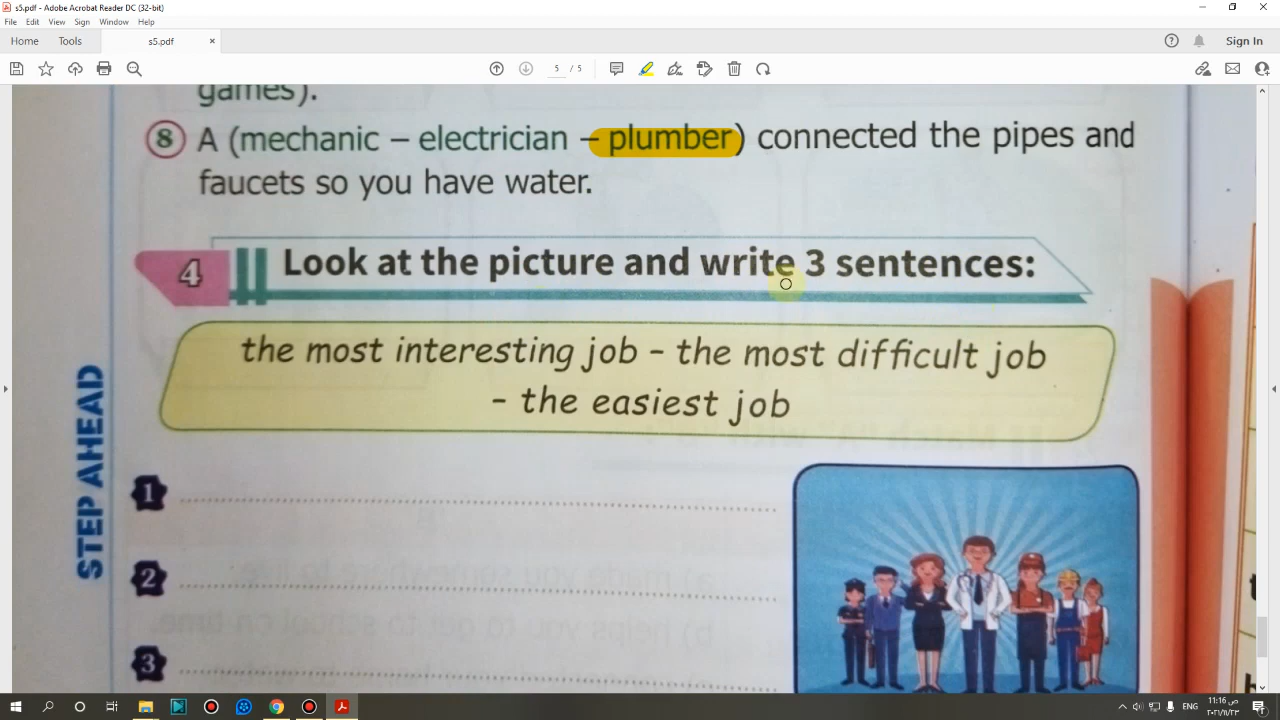 s5.pdf - Adobe Acrobat Reader DC (32-bit)
File Edit View Sign Window Help
Home Tools s5.pdf × Sign In
5 / 5
games).
8 A (mechanic – electrician – plumber) connected the pipes and
faucets so you have water.
4 Look at the picture and write 3 sentences:
the most interesting job - the most difficult job
- the easiest job
STEP AHEAD
1
2
3
ENG
11:16 ص